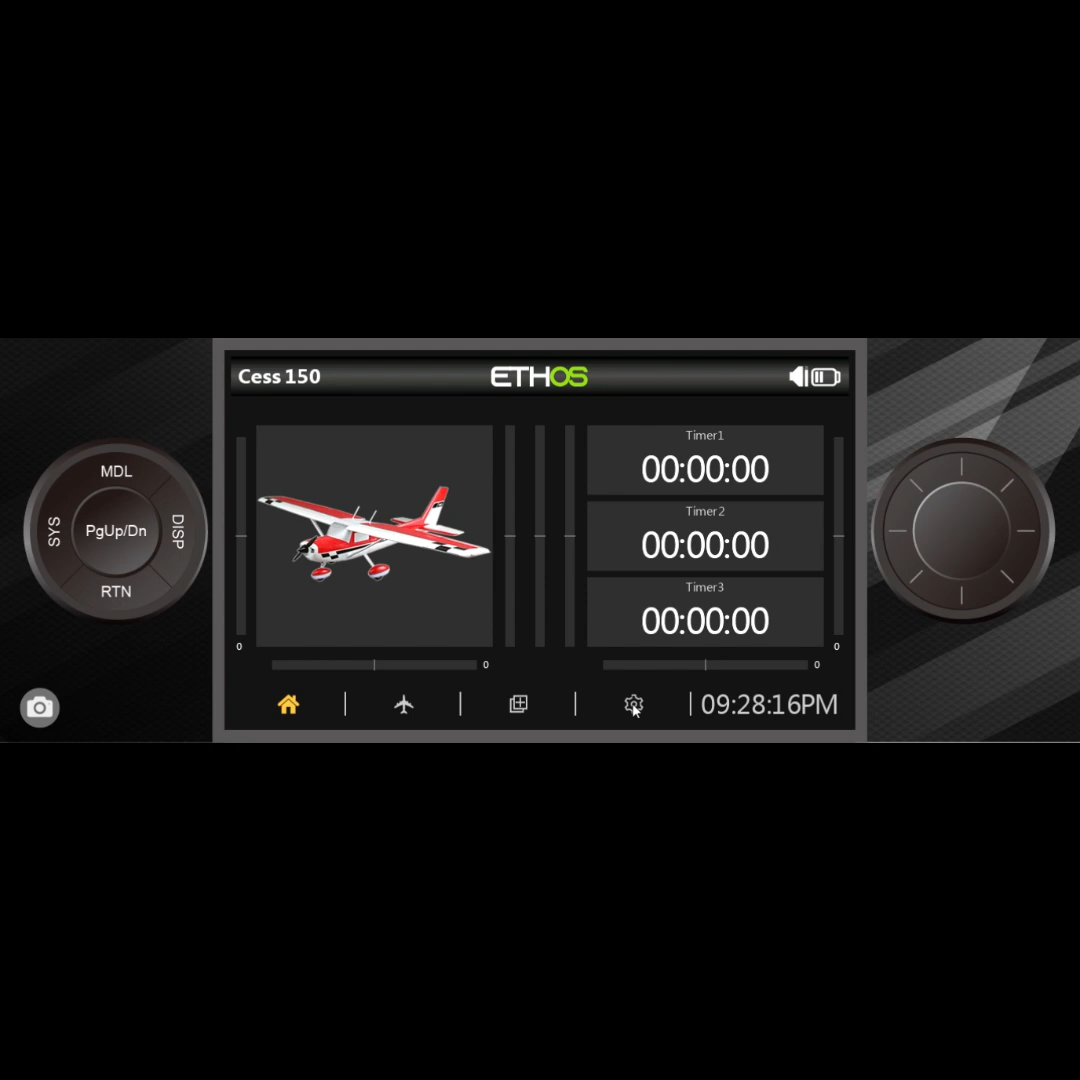 Cess 150
ETHOS
MDL
SYS
PgUp/Dn
DISP
RTN
Timer1
00:00:00
Timer2
00:00:00
Timer3
00:00:00
0
0
0
0
09:28:16PM